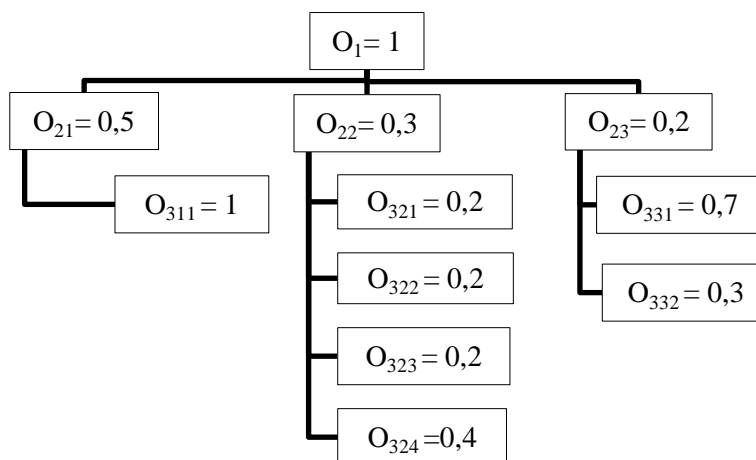 O₁= 1
O₂₁= 0,5
O₂₂= 0,3
O₂₃= 0,2
O₃₁₁= 1
O₃₂₁= 0,2
O₃₃₁= 0,7
O₃₂₂= 0,2
O₃₃₂= 0,3
O₃₂₃= 0,2
O₃₂₄=0,4